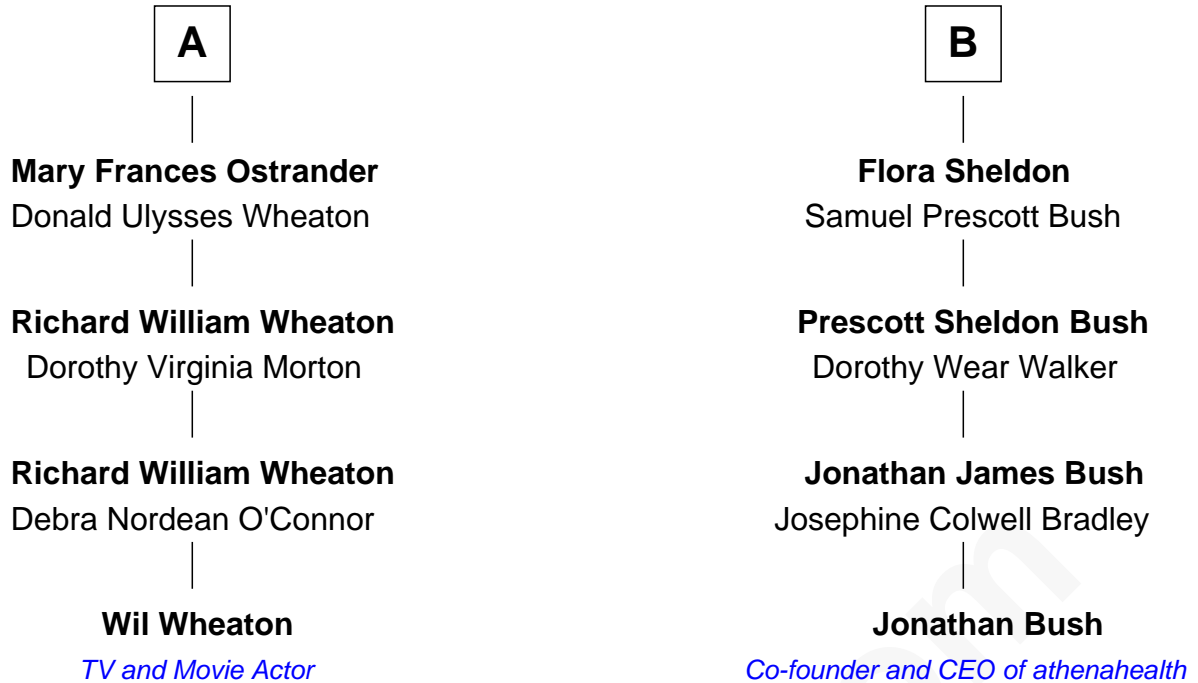 A
B
Mary Frances Ostrander
Flora Sheldon
Donald Ulysses Wheaton
Samuel Prescott Bush
Richard William Wheaton
Prescott Sheldon Bush
Dorothy Virginia Morton
Dorothy Wear Walker
Richard William Wheaton
Jonathan James Bush
Debra Nordean O'Connor
Josephine Colwell Bradley
Wil Wheaton
Jonathan Bush
TV and Movie Actor
Co-founder and CEO of athenahealth